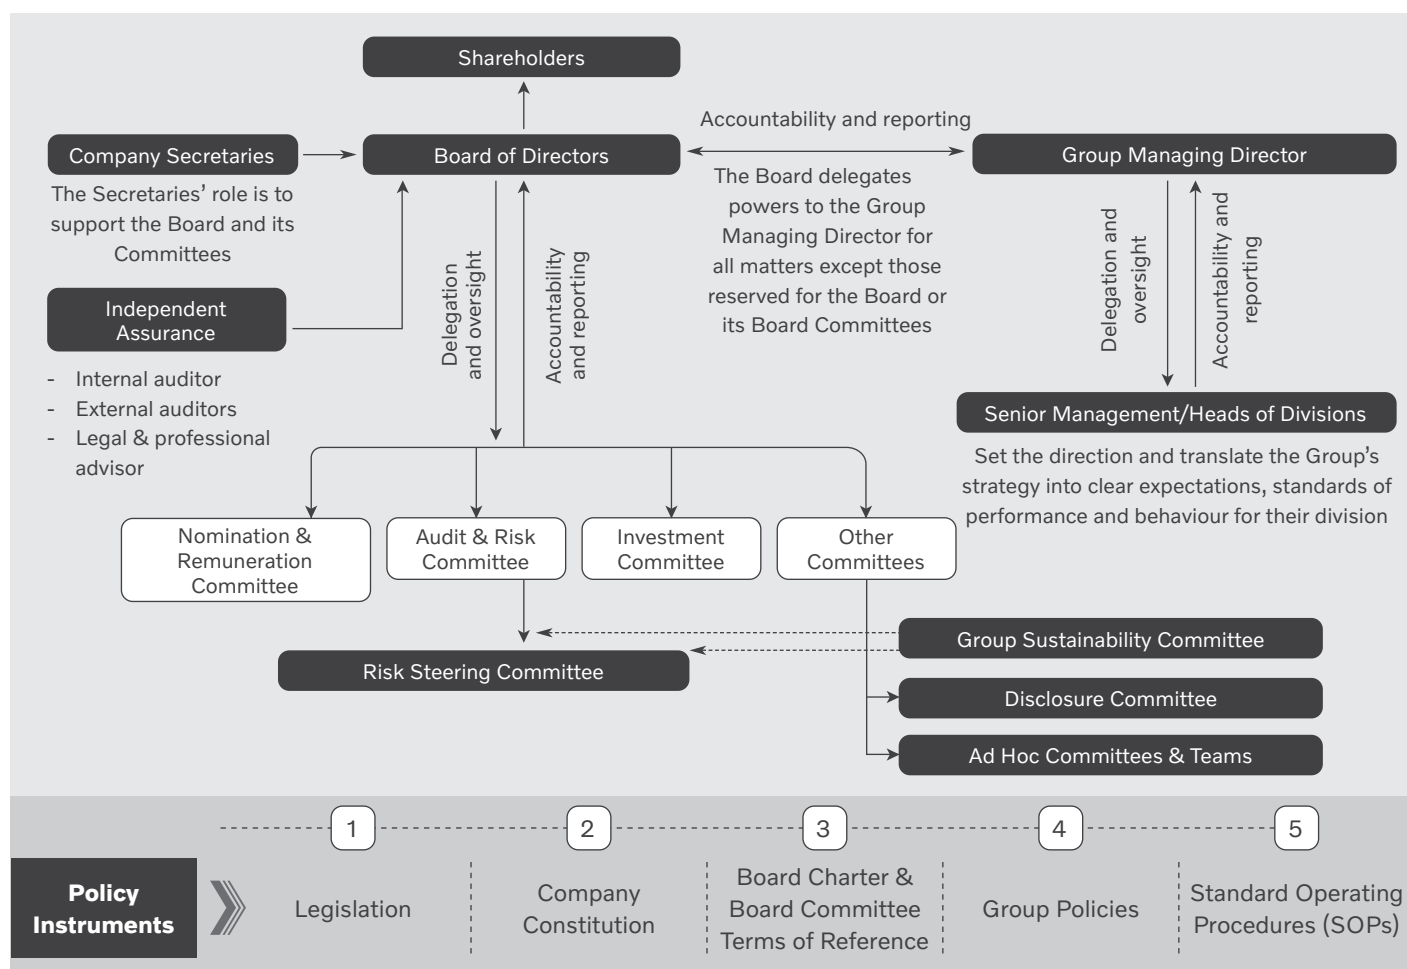 Shareholders
Company Secretaries
Board of Directors
Accountability and reporting
Group Managing Director
The Secretaries’ role is to
support the Board and its
Committees
The Board delegates
powers to the Group
Managing Director for
all matters except those
reserved for the Board or
its Board Committees
Independent
Assurance
- Internal auditor
- External auditors
- Legal & professional
advisor
Delegation
and oversight
Accountability
and reporting
Delegation and
oversight
Accountability and
reporting
Senior Management/Heads of Divisions
Set the direction and translate the Group’s
strategy into clear expectations, standards of
performance and behaviour for their division
Nomination &
Remuneration
Committee
Audit & Risk
Committee
Investment
Committee
Other
Committees
Group Sustainability Committee
Risk Steering Committee
Disclosure Committee
Ad Hoc Committees & Teams
Policy
Instruments
1
Legislation
2
Company
Constitution
3
Board Charter &
Board Committee
Terms of Reference
4
Group Policies
5
Standard Operating
Procedures (SOPs)